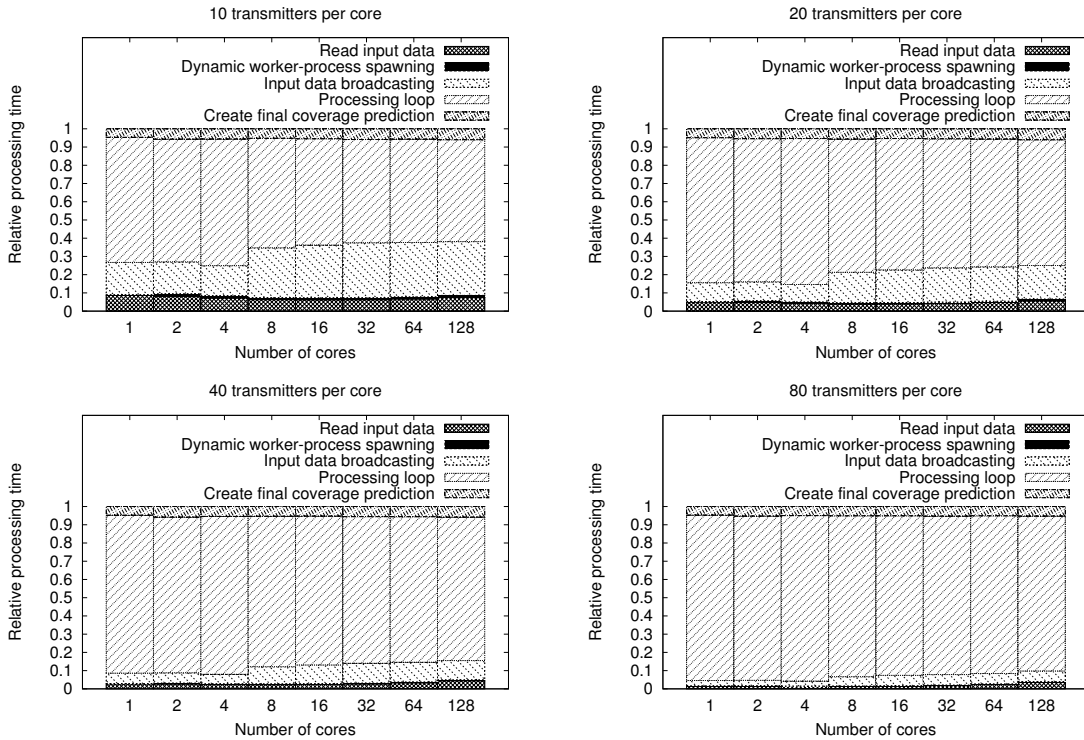 10 transmitters per core
Relative processing time
Read input data
Dynamic worker-process spawning
Input data broadcasting
Processing loop
Create final coverage prediction
1
0.9
0.8
0.7
0.6
0.5
0.4
0.3
0.2
0.1
0
1 2 4 8 16 32 64 128
Number of cores
20 transmitters per core
Relative processing time
Read input data
Dynamic worker-process spawning
Input data broadcasting
Processing loop
Create final coverage prediction
1
0.9
0.8
0.7
0.6
0.5
0.4
0.3
0.2
0.1
0
1 2 4 8 16 32 64 128
Number of cores
40 transmitters per core
Relative processing time
Read input data
Dynamic worker-process spawning
Input data broadcasting
Processing loop
Create final coverage prediction
1
0.9
0.8
0.7
0.6
0.5
0.4
0.3
0.2
0.1
0
1 2 4 8 16 32 64 128
Number of cores
80 transmitters per core
Relative processing time
Read input data
Dynamic worker-process spawning
Input data broadcasting
Processing loop
Create final coverage prediction
1
0.9
0.8
0.7
0.6
0.5
0.4
0.3
0.2
0.1
0
1 2 4 8 16 32 64 128
Number of cores